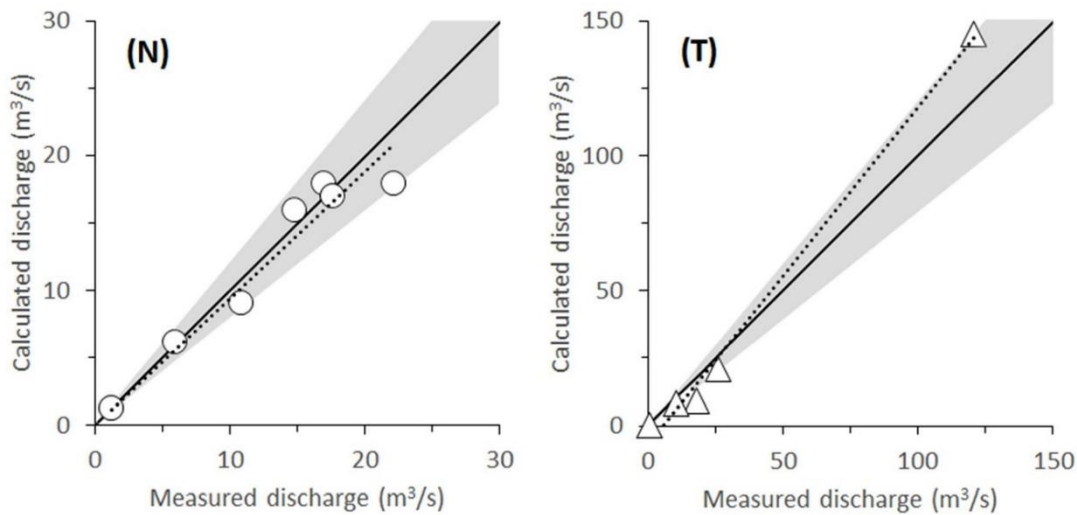 (N)
Calculated discharge (m³/s)
30
20
10
0
0 10 20 30
Measured discharge (m³/s)
(T)
Calculated discharge (m³/s)
150
100
50
0
0 50 100 150
Measured discharge (m³/s)